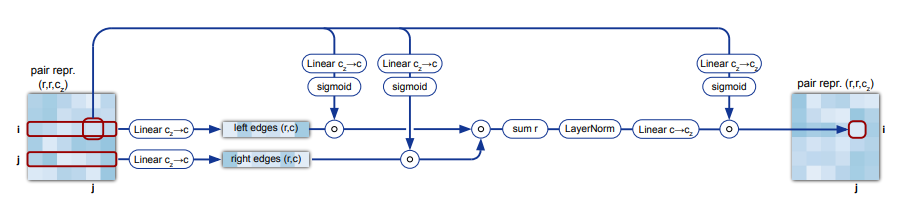 pair repr.
(r,r,c_z)
i
j
j
Linear c_z→c
Linear c_z→c
left edges (r,c)
right edges (r,c)
Linear c_z→c
sigmoid
Linear c_z→c
sigmoid
sum r
LayerNorm
Linear c→c_z
Linear c_z→c_z
sigmoid
pair repr. (r,r,c_z)
i
j